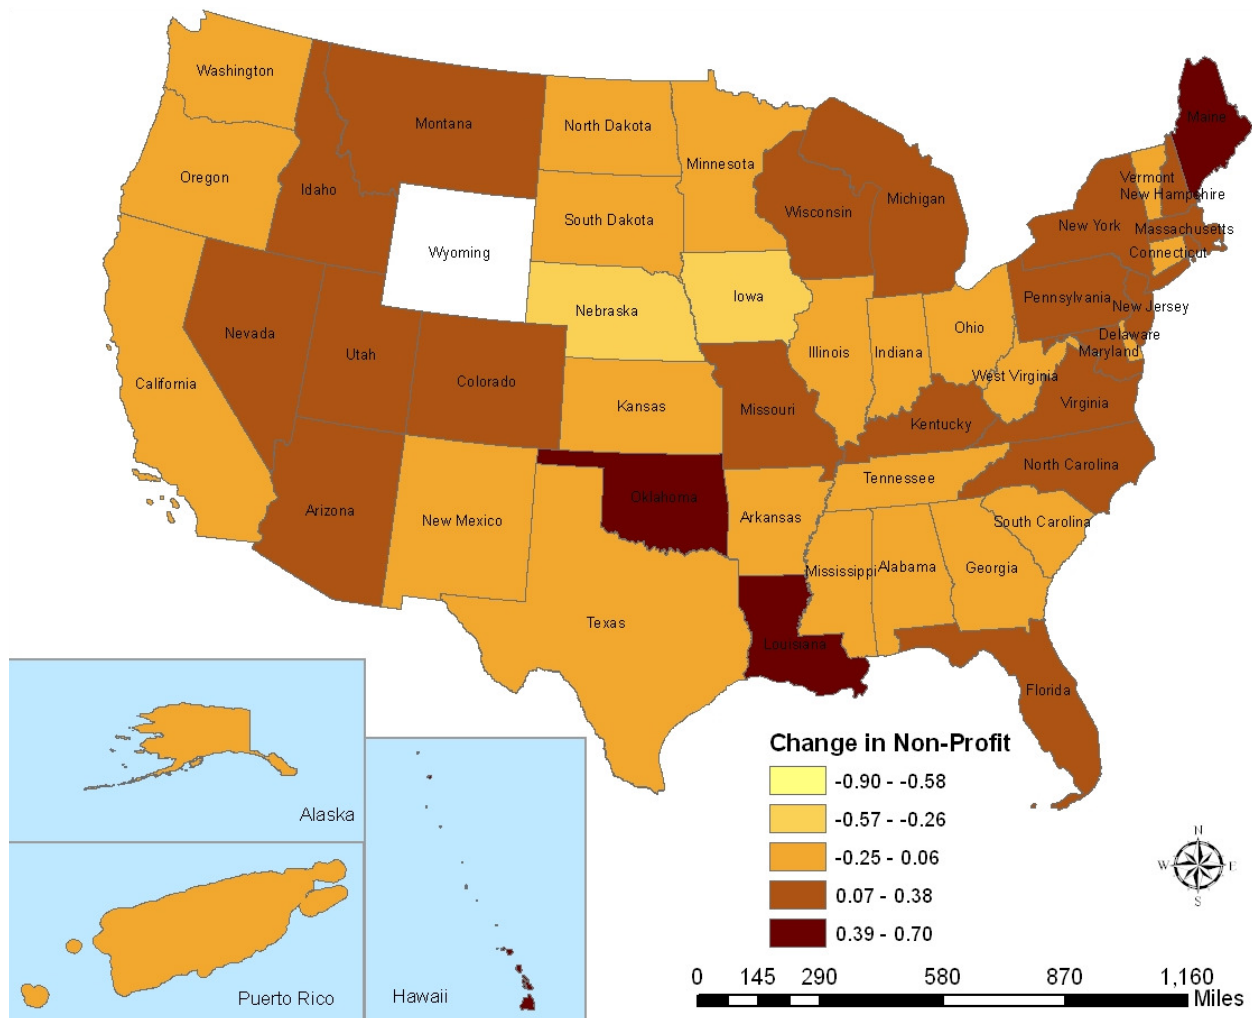 Washington
Montana
North Dakota
Minnesota
Maine
Oregon
Idaho
South Dakota
Wisconsin
Michigan
Vermont
New Hampshire
New York
Massachusetts
Connecticut
Wyoming
Nebraska
Iowa
Pennsylvania
New Jersey
Nevada
Utah
Colorado
Illinois
Indiana
Ohio
Delaware
Maryland
California
Kansas
Missouri
West Virginia
Virginia
Kentucky
North Carolina
Tennessee
Arizona
New Mexico
Oklahoma
Arkansas
South Carolina
Mississippi
Alabama
Georgia
Texas
Louisiana
Florida
Alaska
Puerto Rico
Hawaii
Change in Non-Profit
-0.90 - -0.58
-0.57 - -0.26
-0.25 - 0.06
0.07 - 0.38
0.39 - 0.70
N
W E
S
0 145 290 580 870 1,160
Miles